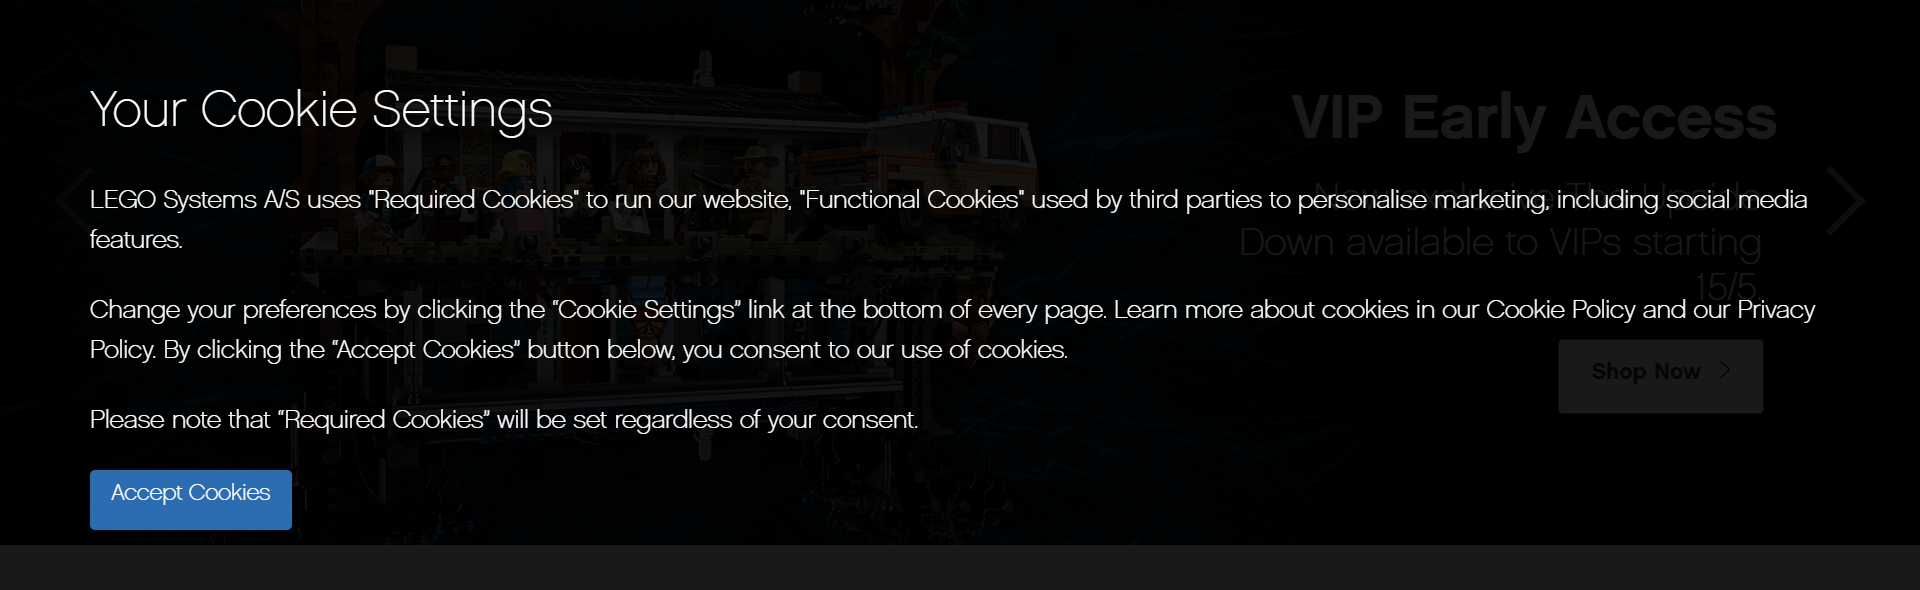 Your Cookie Settings
LEGO Systems A/S uses "Required Cookies" to run our website, "Functional Cookies" used by third parties to personalise marketing, including social media
features.
Change your preferences by clicking the “Cookie Settings” link at the bottom of every page. Learn more about cookies in our Cookie Policy and our Privacy
Policy. By clicking the “Accept Cookies” button below, you consent to our use of cookies.
Please note that “Required Cookies” will be set regardless of your consent.
Accept Cookies
VIP Early Access
New exclusive The Upside
Down available to VIPs starting
15/5
Shop Now